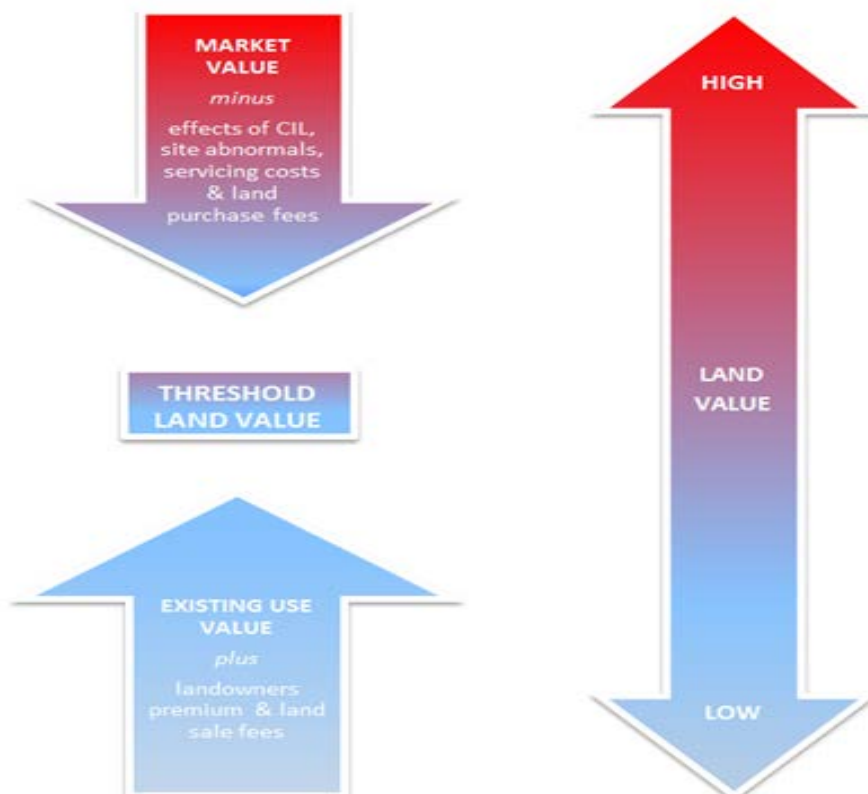 MARKET
VALUE
minus
effects of CIL,
site abnormals,
servicing costs
& land
purchase fees
THRESHOLD
LAND VALUE
EXISTING USE
VALUE
plus
landowners
premium & land
sale fees
HIGH
LAND
VALUE
LOW